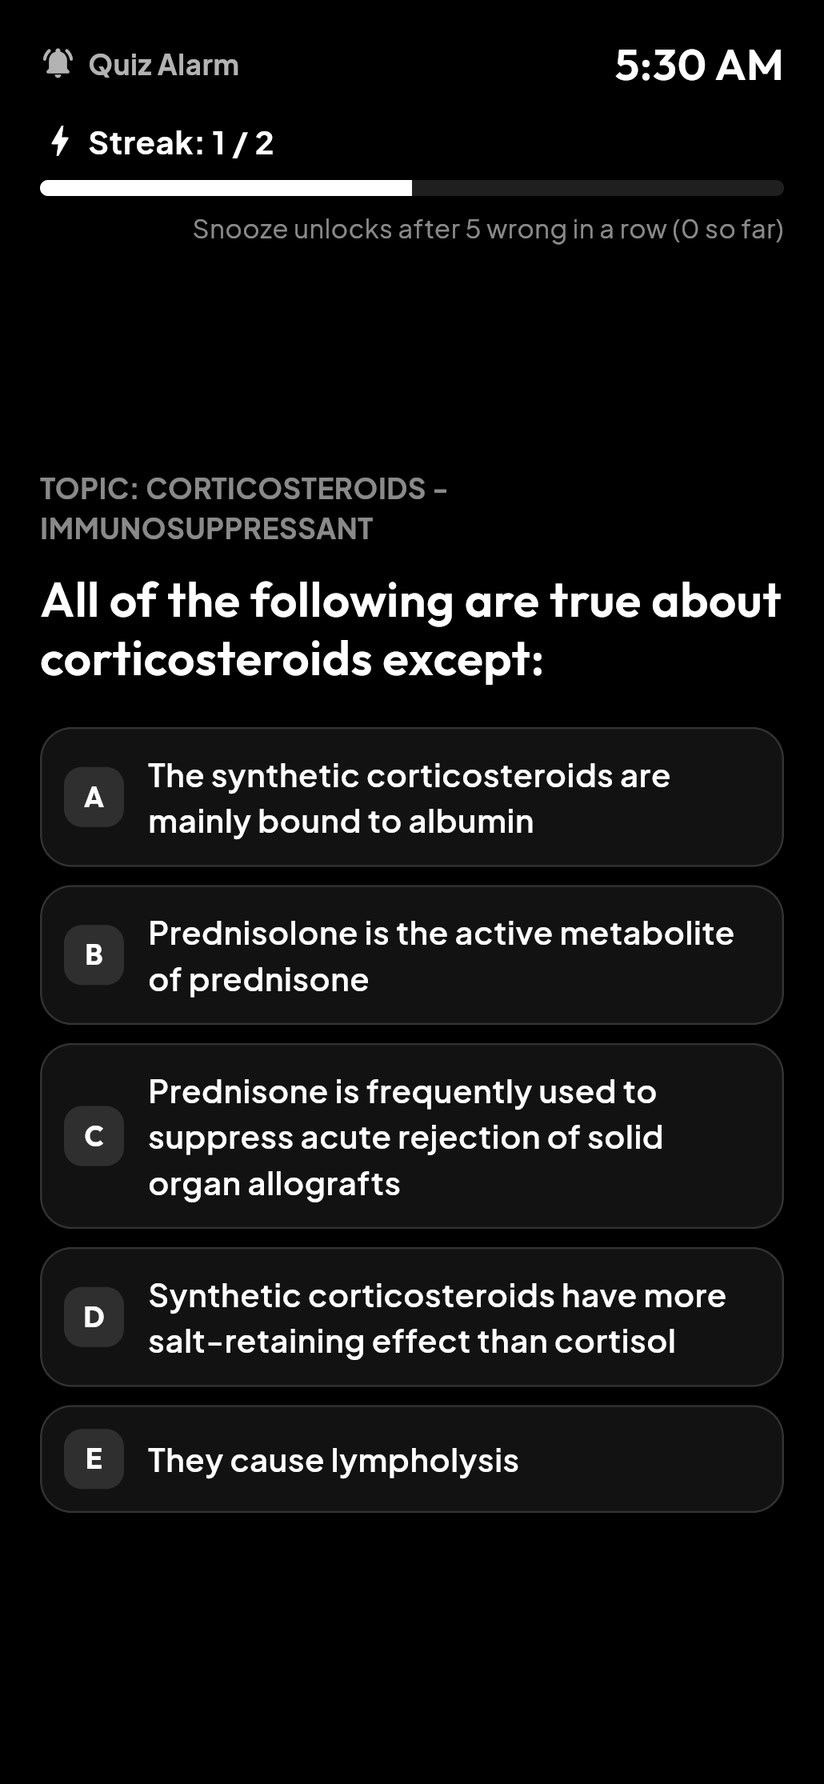 Quiz Alarm
5:30 AM
Streak: 1 / 2
Snooze unlocks after 5 wrong in a row (0 so far)
TOPIC: CORTICOSTEROIDS –
IMMUNOSUPPRESSANT
All of the following are true about
corticosteroids except:
A
The synthetic corticosteroids are
mainly bound to albumin
B
Prednisolone is the active metabolite
of prednisone
C
Prednisone is frequently used to
suppress acute rejection of solid
organ allografts
D
Synthetic corticosteroids have more
salt-retaining effect than cortisol
E
They cause lympholysis